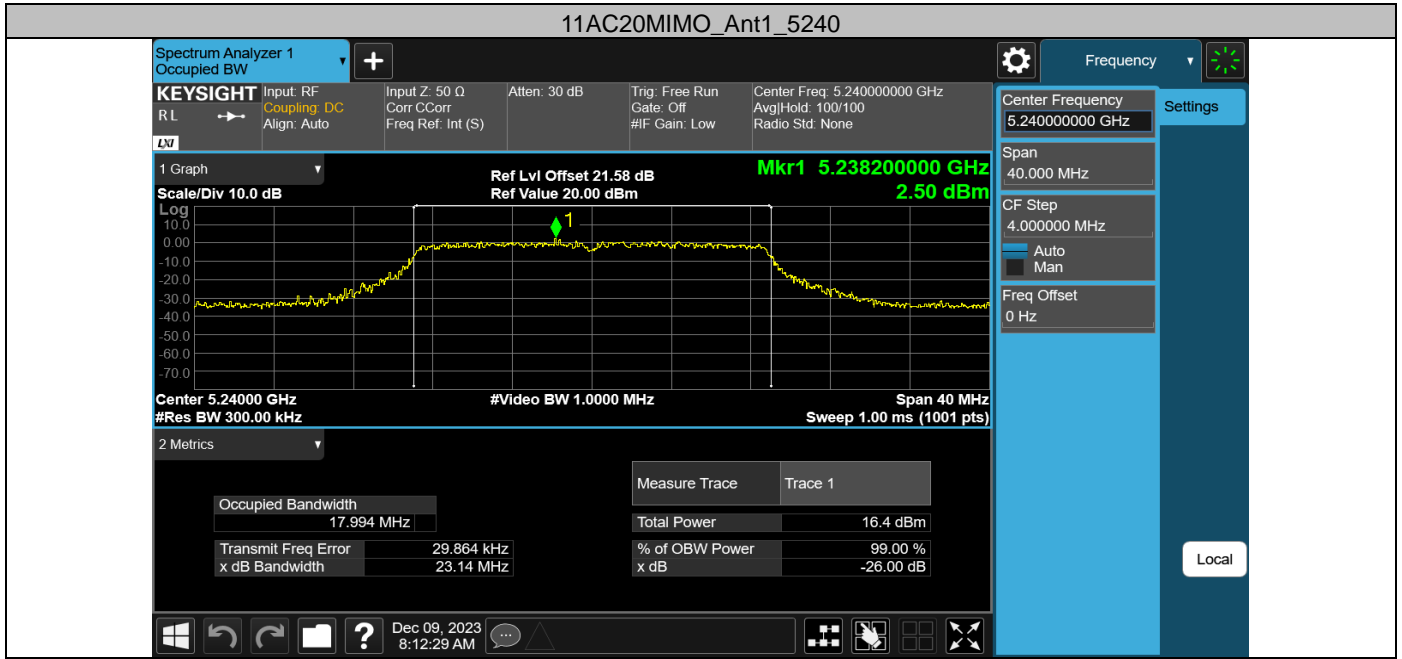 11AC20MIMO_Ant1_5240
Spectrum Analyzer 1
Occupied BW
Frequency
KEYSIGHT
R L
LXI
Input: RF
Coupling: DC
Align: Auto
Input Z: 50 Ω
Corr CCorr
Freq Ref: Int (S)
Atten: 30 dB
Trig: Free Run
Gate: Off
#IF Gain: Low
Center Freq: 5.240000000 GHz
Avg|Hold: 100/100
Radio Std: None
Center Frequency
5.240000000 GHz
Settings
Span
40.000 MHz
CF Step
4.000000 MHz
Auto
Man
Freq Offset
0 Hz
Local
1 Graph
Scale/Div 10.0 dB
Ref Lvl Offset 21.58 dB
Ref Value 20.00 dBm
Mkr1 5.238200000 GHz
2.50 dBm
Log
10.0
0.00
-10.0
-20.0
-30.0
-40.0
-50.0
-60.0
-70.0
1
Center 5.24000 GHz
#Video BW 1.0000 MHz
Span 40 MHz
#Res BW 300.00 kHz
Sweep 1.00 ms (1001 pts)
2 Metrics
Measure Trace Trace 1
Occupied Bandwidth
17.994 MHz
Total Power 16.4 dBm
Transmit Freq Error 29.864 kHz
% of OBW Power 99.00 %
x dB Bandwidth 23.14 MHz
x dB -26.00 dB
?
Dec 09, 2023
8:12:29 AM